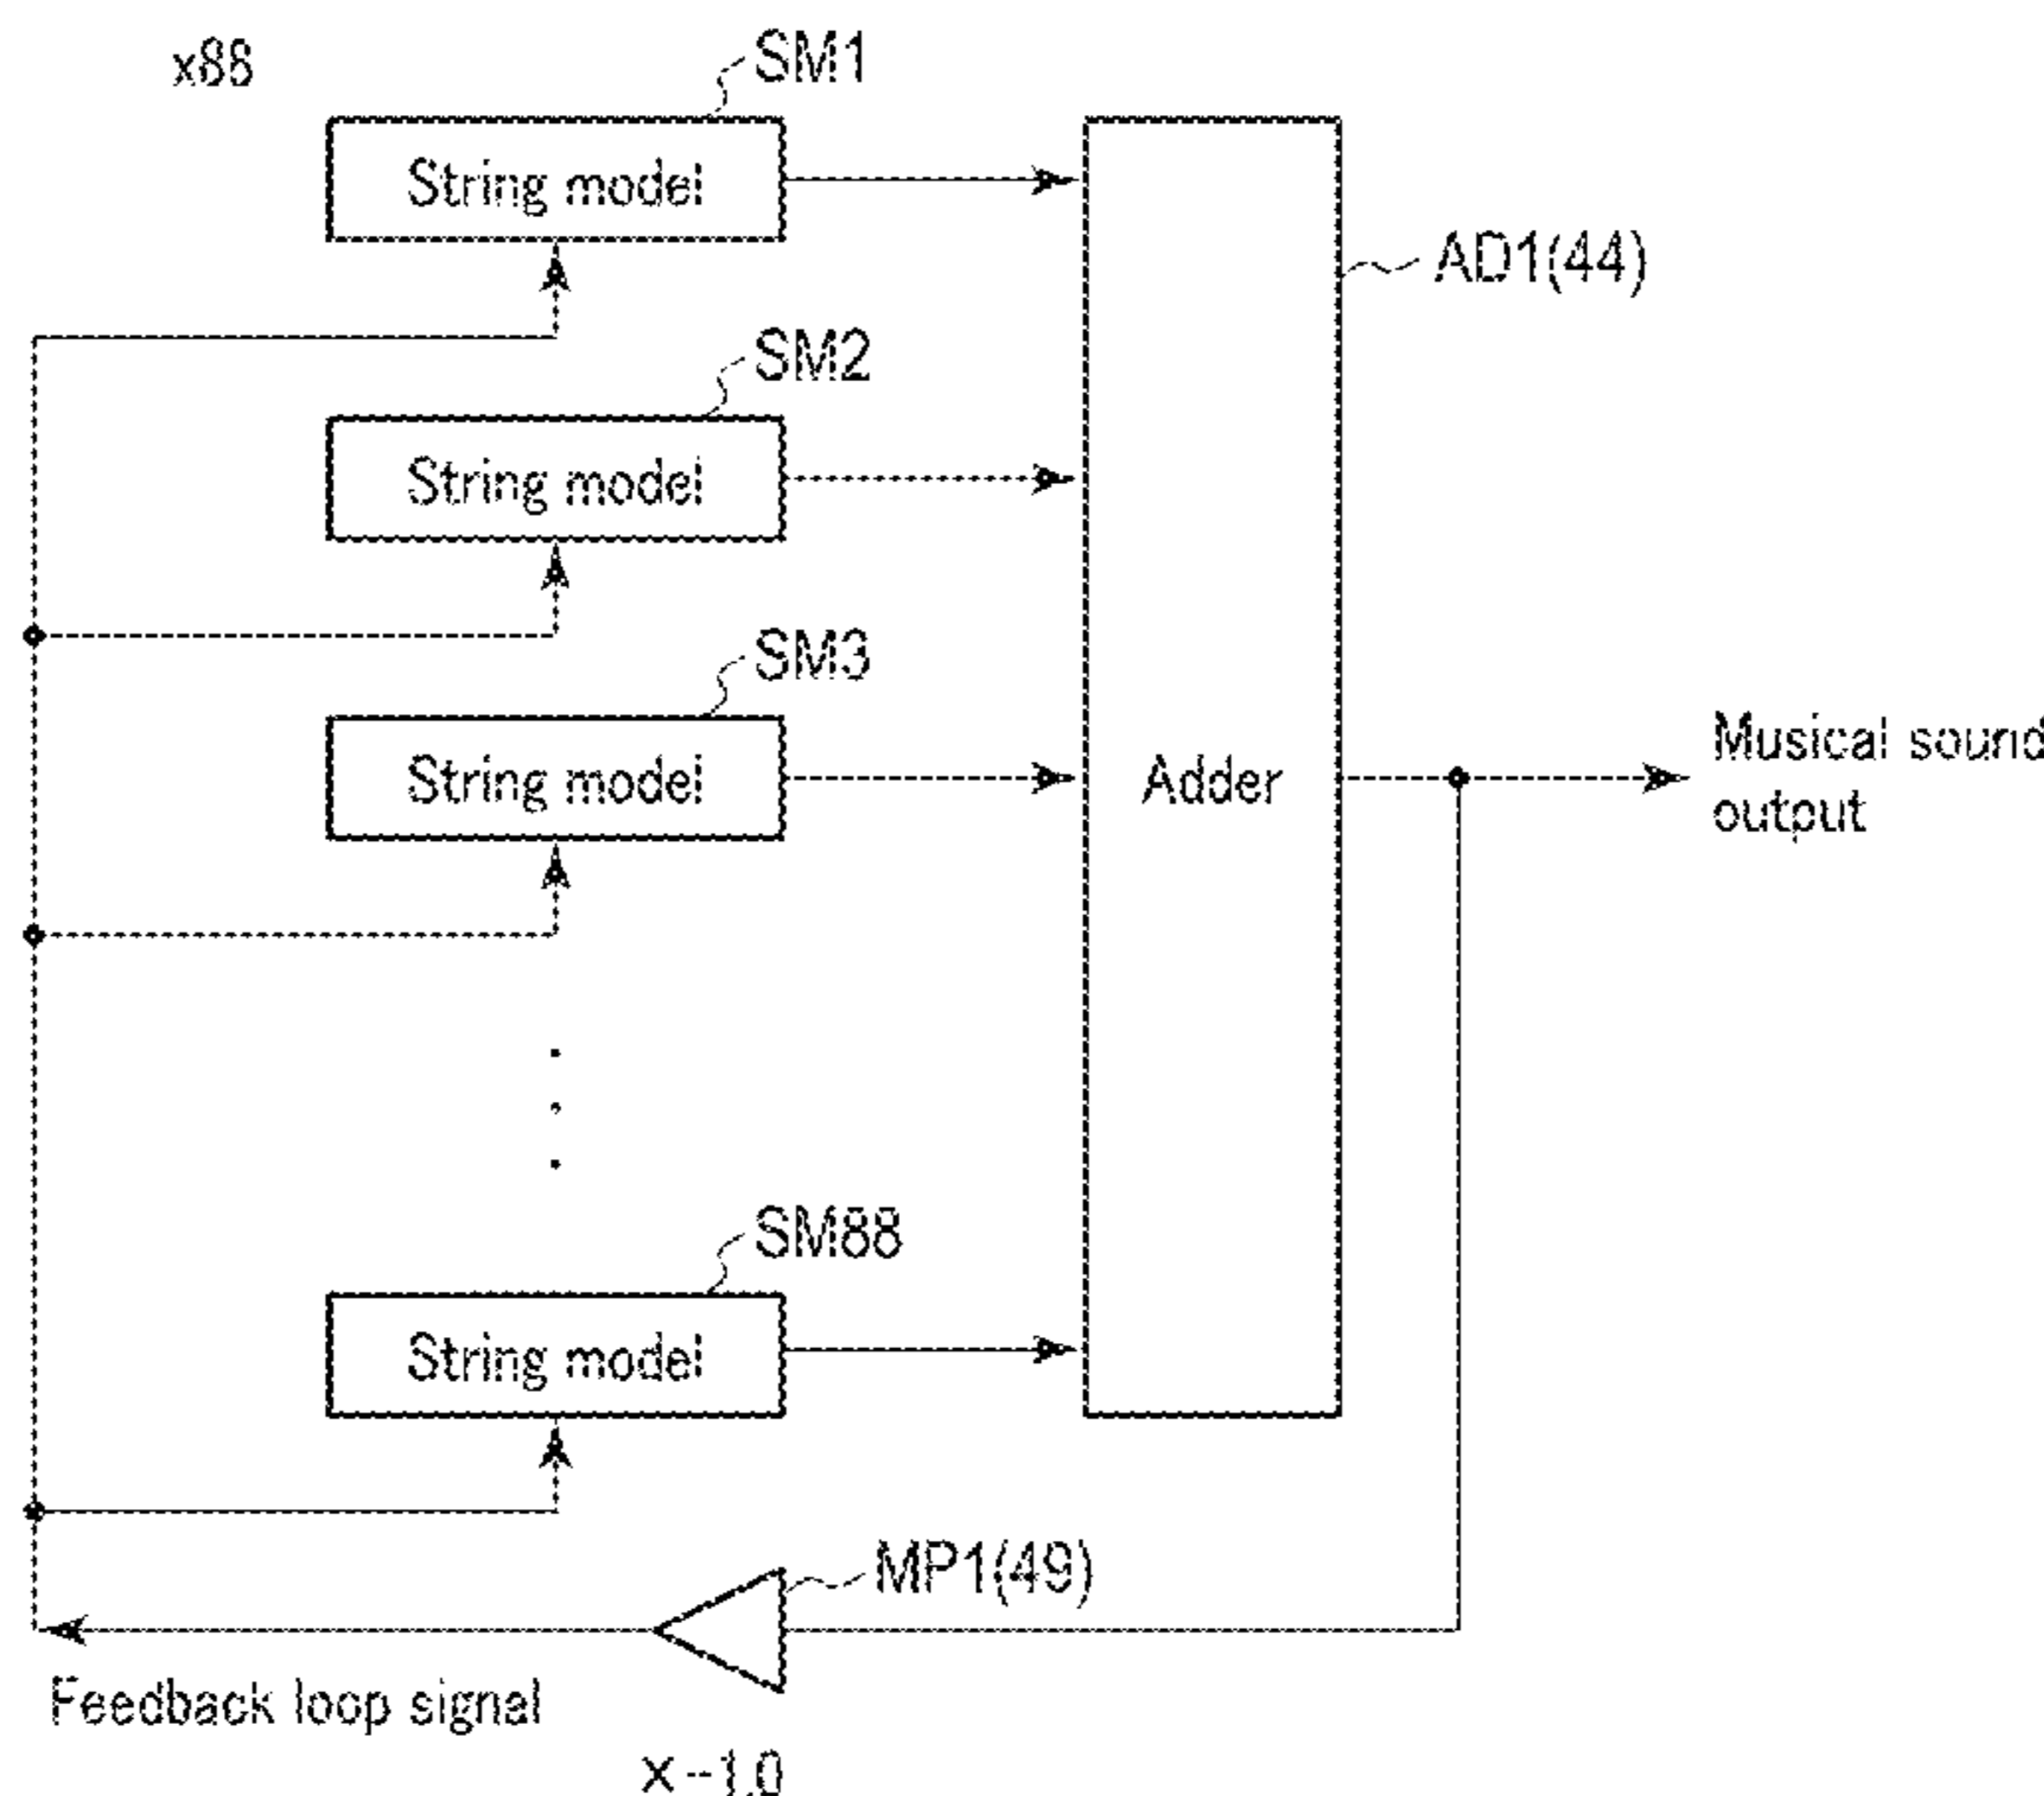 x88
SM1
String model
AD1(44)
SM2
String model
SM3
String model
Adder
Musical sound
output
SM88
String model
MP1(49)
Feedback loop signal
×-1.0